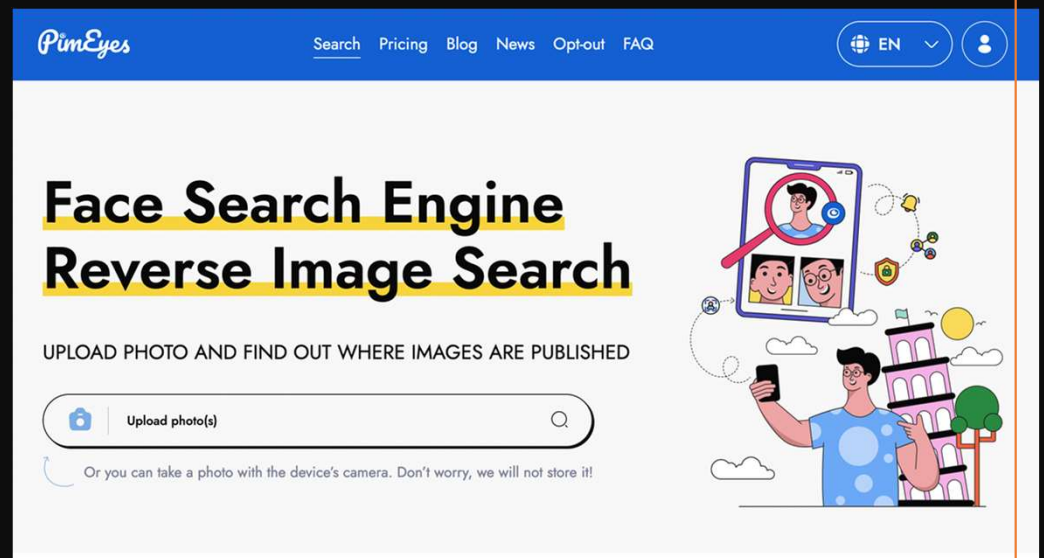 PimEyes
Search Pricing Blog News Opt-out FAQ
EN
Face Search Engine
Reverse Image Search
UPLOAD PHOTO AND FIND OUT WHERE IMAGES ARE PUBLISHED
Upload photo(s)
Or you can take a photo with the device's camera. Don't worry, we will not store it!